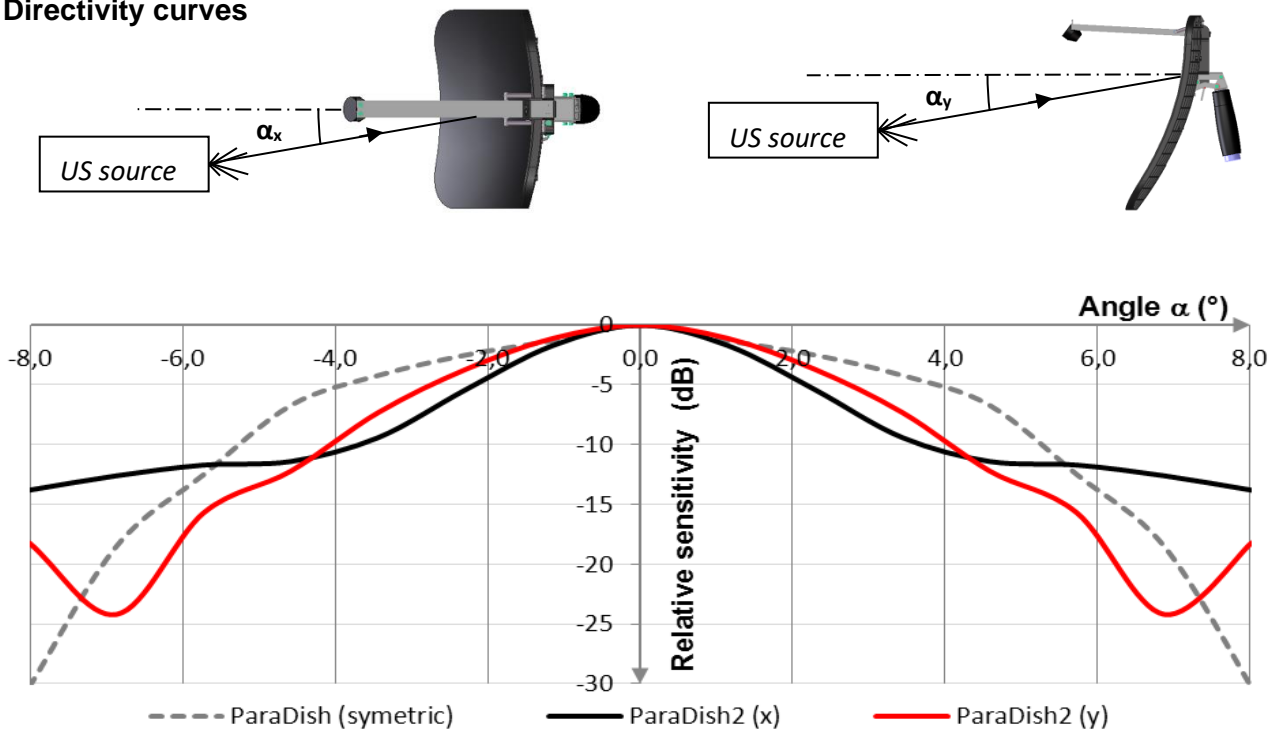 Directivity curves
αx
US source
αy
US source
Angle α (°)
-8,0 -6,0 -4,0 -2,0 0,0 2,0 4,0 6,0 8,0
0
-5
-10
-15
-20
-25
-30
Relative sensitivity (dB)
ParaDish (symetric) ParaDish2 (x) ParaDish2 (y)